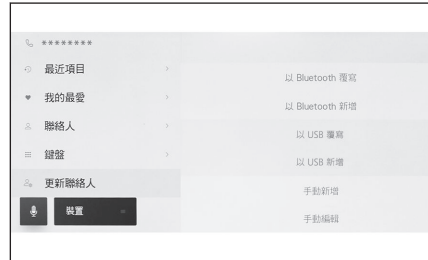 ********
最近項目
我的最愛
聯絡人
鍵盤
更新聯絡人
裝置
以 Bluetooth 覆寫
以 Bluetooth 新增
以 USB 覆寫
以 USB 新增
手動新增
手動編輯